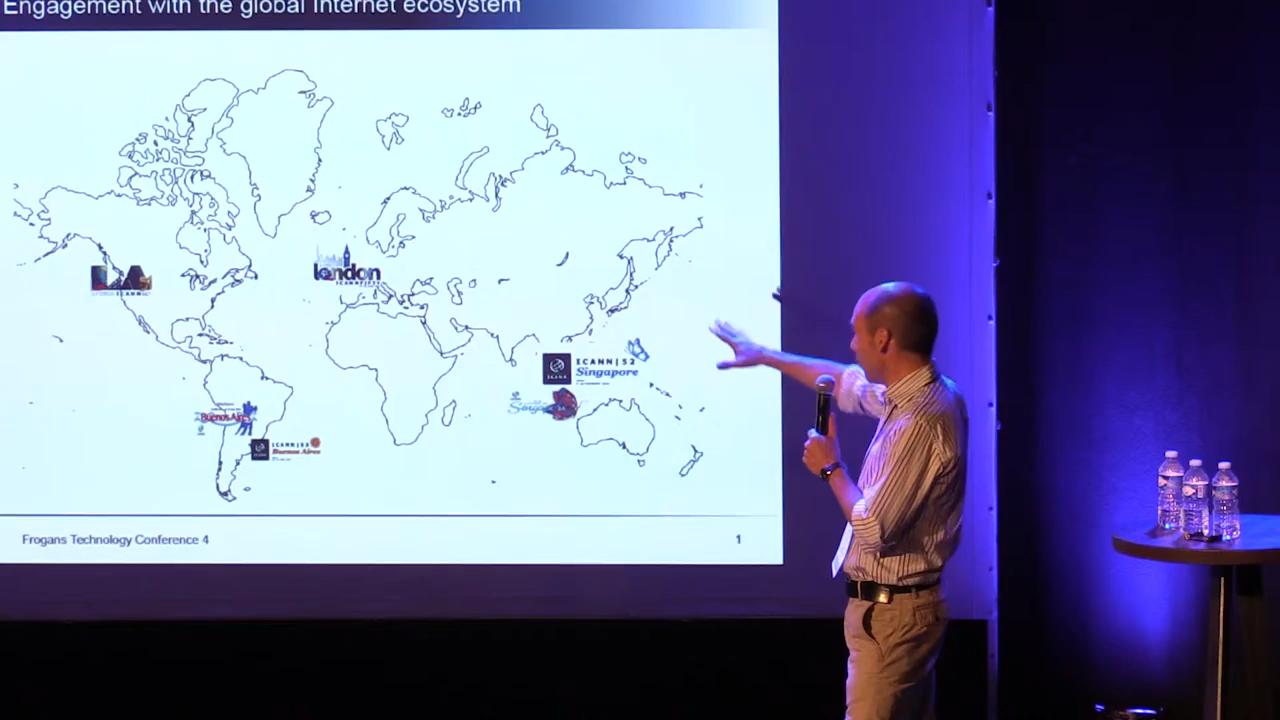 Engagement with the global Internet ecosystem
london
ICANN|52
Singapore
Singapore
Buenos Aires
ICANN|53
Buenos Aires
Frogans Technology Conference 4
1